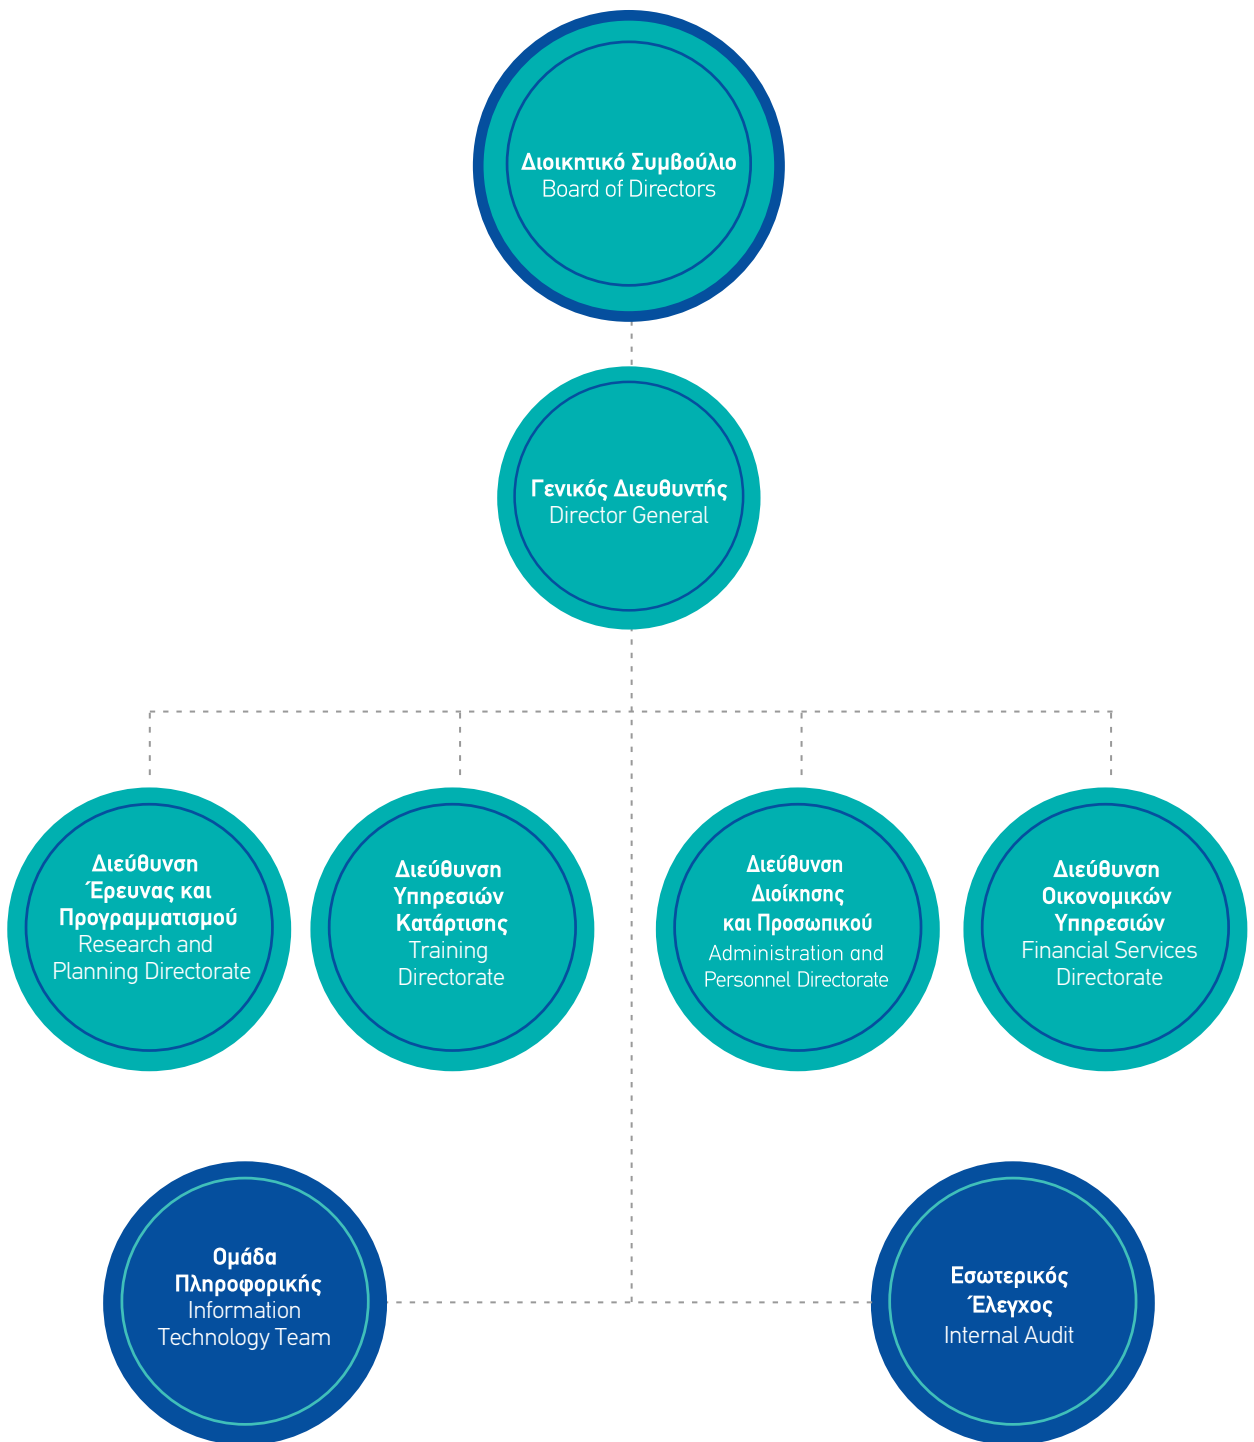 Διοικητικό Συμβούλιο
Board of Directors
Γενικός Διευθυντής
Director General
Διεύθυνση
Έρευνας και
Προγραμματισμού
Research and
Planning Directorate
Διεύθυνση
Υπηρεσιών
Κατάρτισης
Training
Directorate
Διεύθυνση
Διοίκησης
και Προσωπικού
Administration and
Personnel Directorate
Διεύθυνση
Οικονομικών
Υπηρεσιών
Financial Services
Directorate
Ομάδα
Πληροφορικής
Information
Technology Team
Εσωτερικός
Έλεγχος
Internal Audit